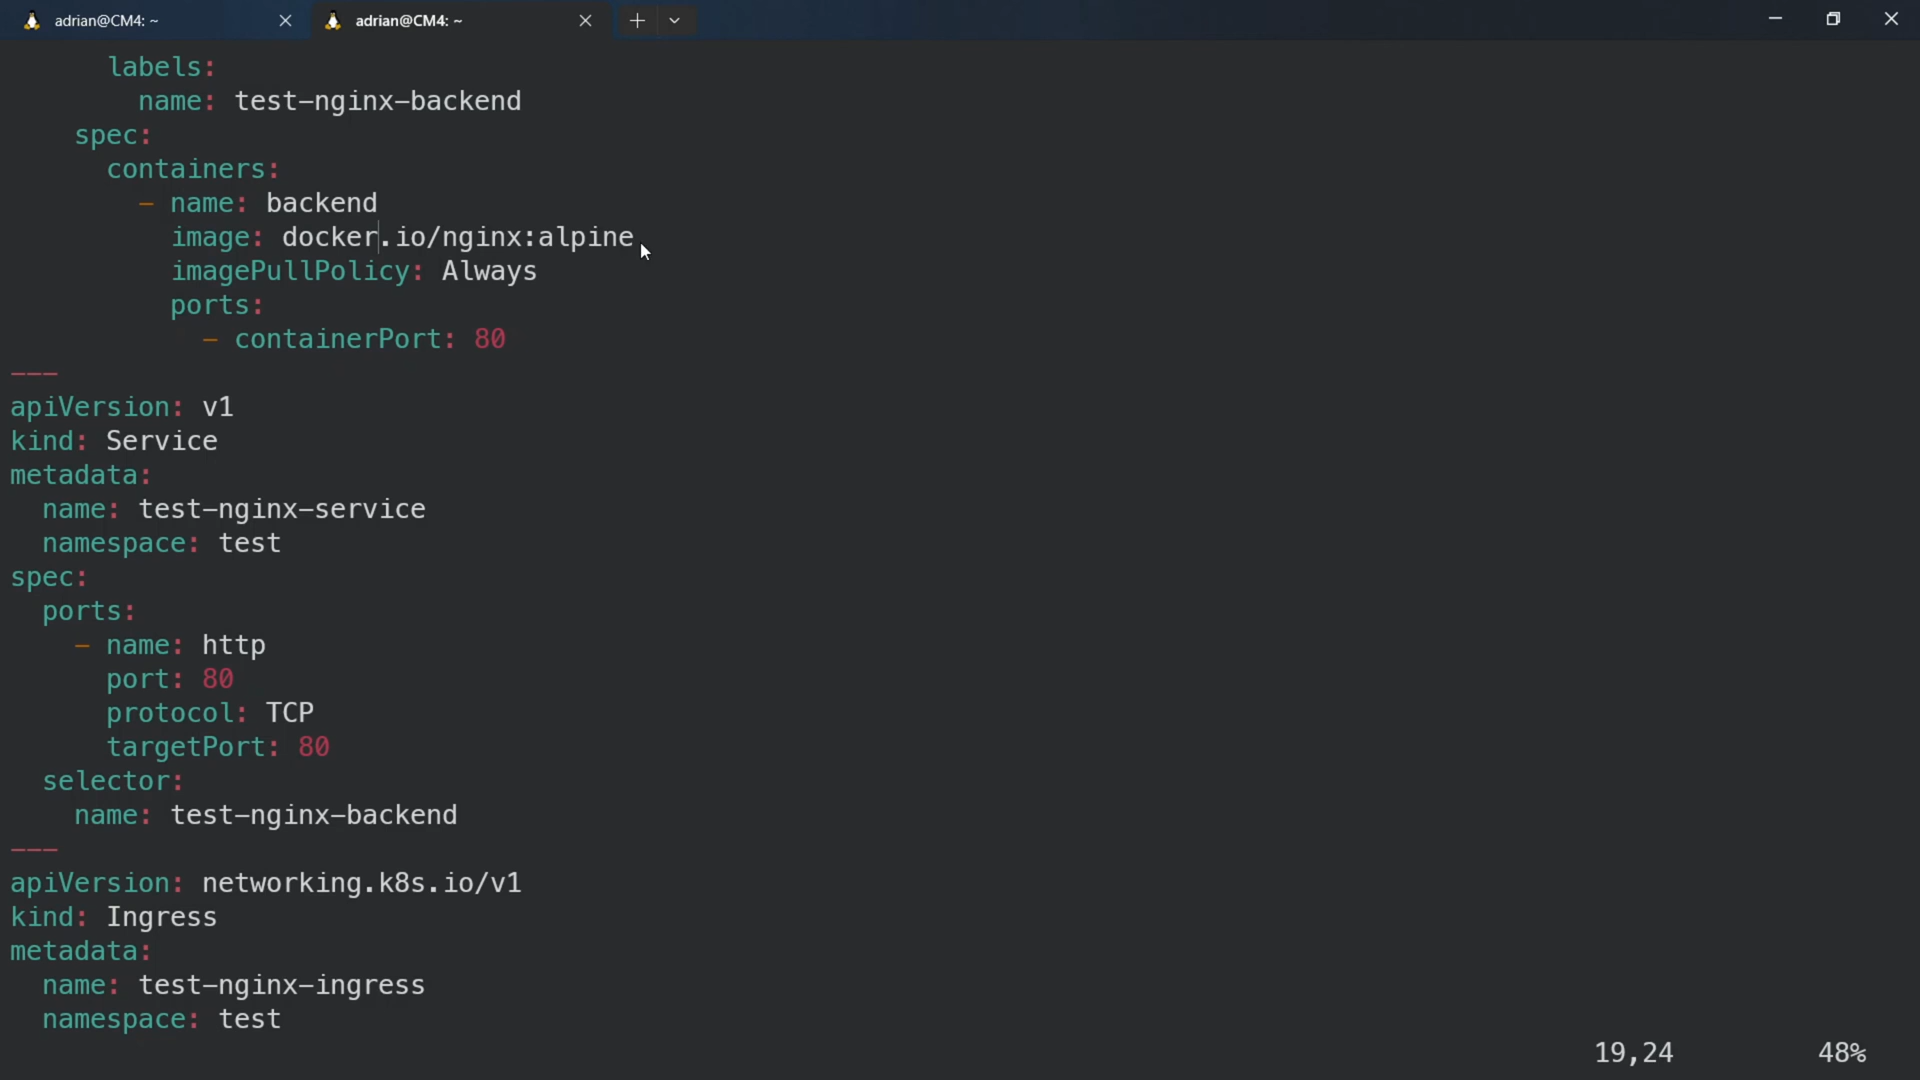 adrian@CM4: ~
adrian@CM4: ~
labels:
name: test-nginx-backend
spec:
containers:
- name: backend
image: docker.io/nginx:alpine
imagePullPolicy: Always
ports:
- containerPort: 80
---
apiVersion: v1
kind: Service
metadata:
name: test-nginx-service
namespace: test
spec:
ports:
- name: http
port: 80
protocol: TCP
targetPort: 80
selector:
name: test-nginx-backend
---
apiVersion: networking.k8s.io/v1
kind: Ingress
metadata:
name: test-nginx-ingress
namespace: test
19,24 48%